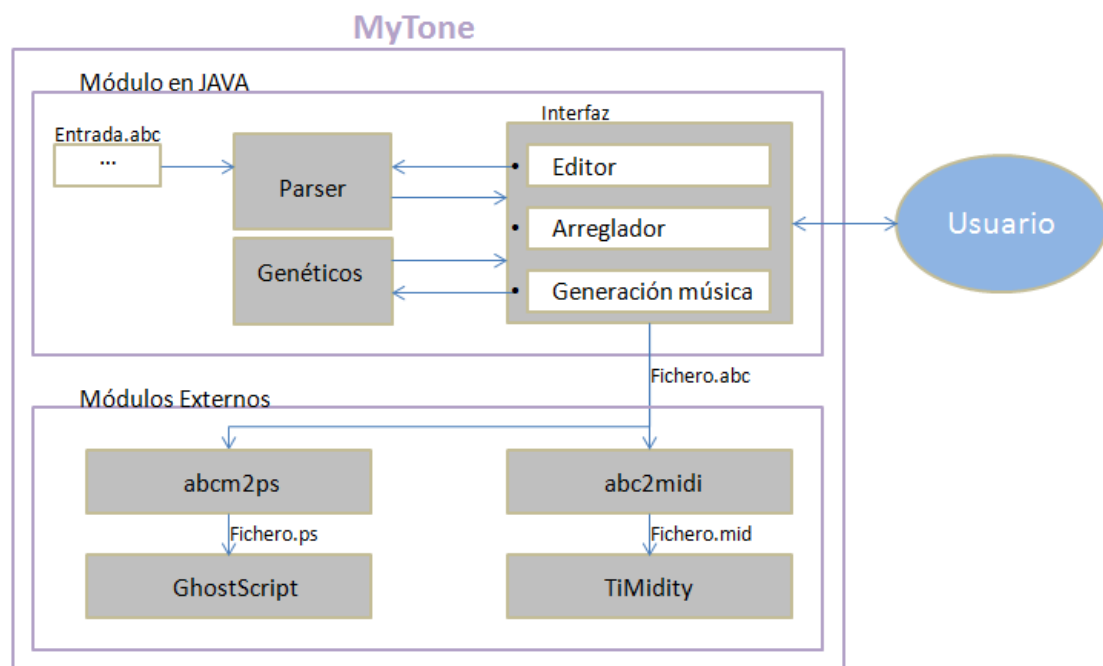 MyTone
Módulo en JAVA
Interfaz
Entrada.abc
...
Parser
Genéticos
• Editor
• Arreglador
• Generación música
Usuario
Fichero.abc
Módulos Externos
abcm2ps
abc2midi
Fichero.ps
Fichero.mid
GhostScript
TiMidity